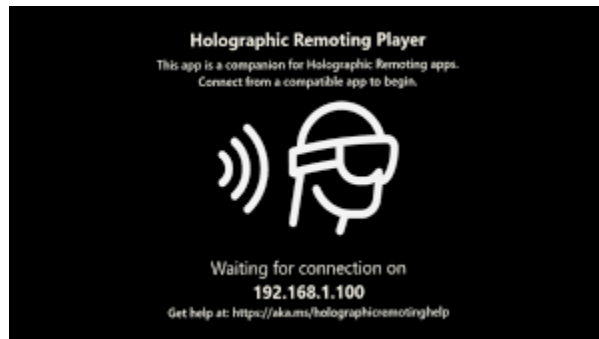 Holographic Remoting Player
This app is a companion for Holographic Remoting apps.
Connect from a compatible app to begin.
Waiting for connection on
192.168.1.100
Get help at: https://aka.ms/holographicremotinghelp